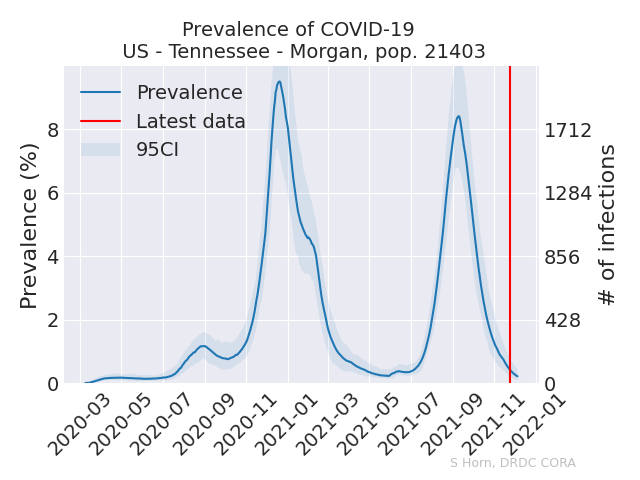 Prevalence of COVID-19
US - Tennessee - Morgan, pop. 21403
Prevalence
Latest data
95CI
Prevalence (%)
8
6
4
2
0
1712
1284
856
428
0
# of infections
2020-03
2020-05
2020-07
2020-09
2020-11
2021-01
2021-03
2021-05
2021-07
2021-09
2021-11
2022-01
S Horn, DRDC CORA